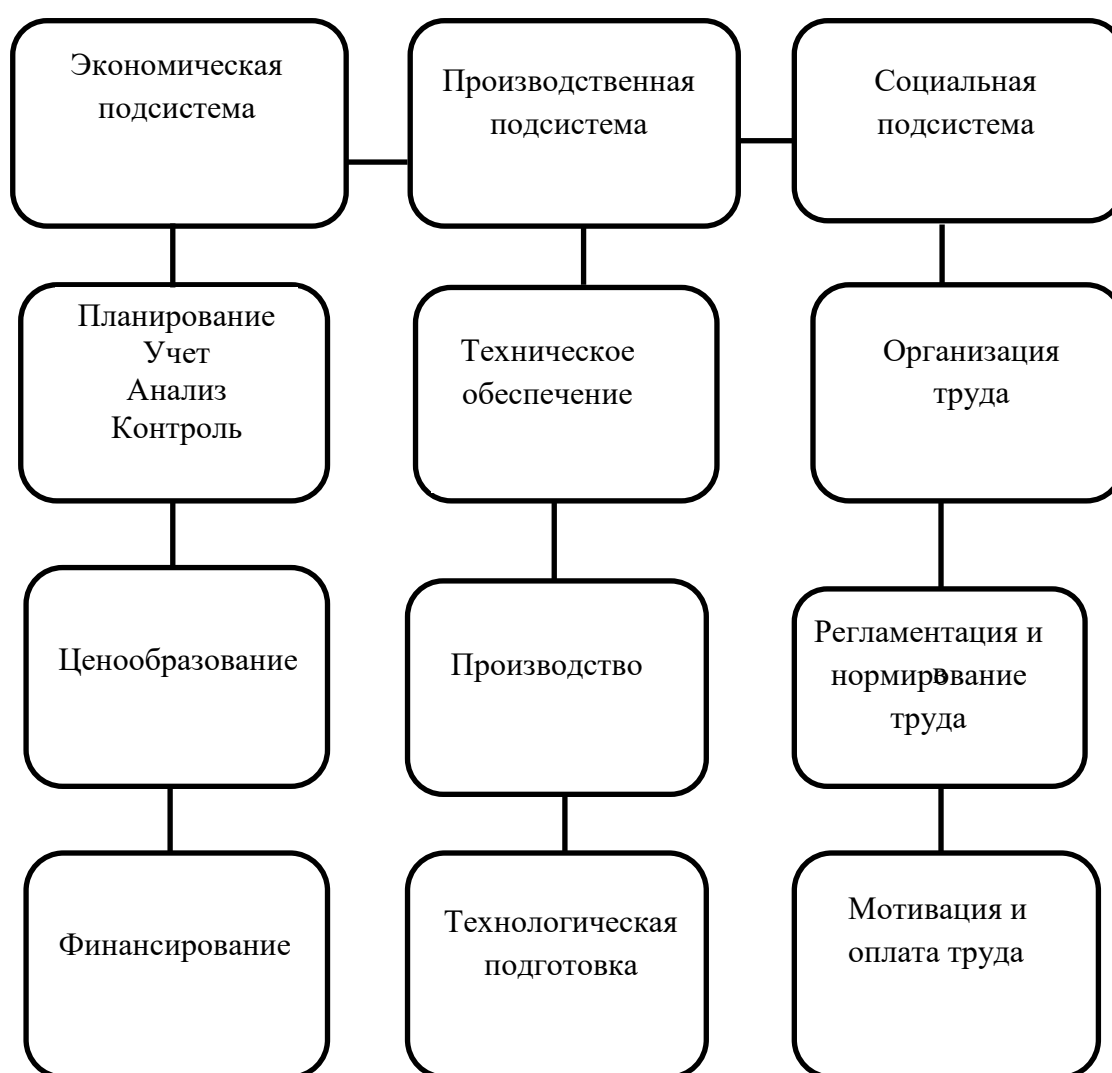 Экономическая
подсистема
Производственная
подсистема
Социальная
подсистема
Планирование
Учет
Анализ
Контроль
Техническое
обеспечение
Организация
труда
Ценообразование
Производство
Регламентация и
в
нормирование
труда
Финансирование
Технологическая
подготовка
Мотивация и
оплата труда